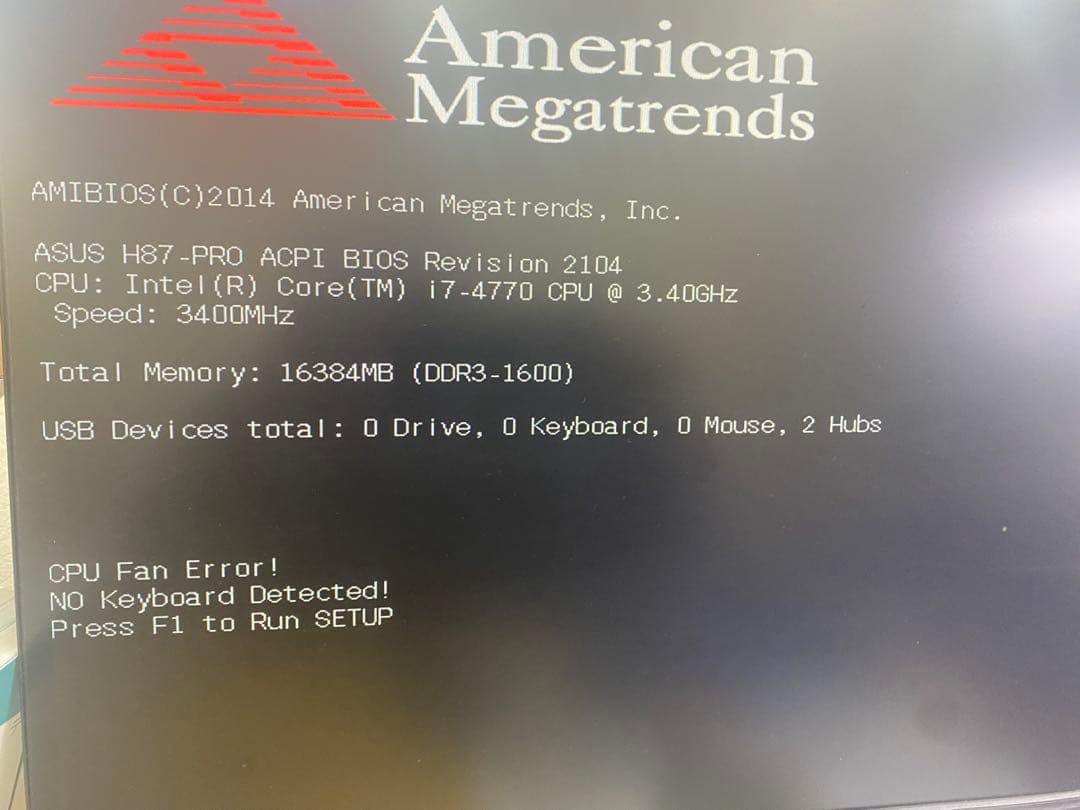 American
Megatrends
AMIBIOS(C)2014 American Megatrends, Inc.
ASUS H87-PRO ACPI BIOS Revision 2104
CPU: Intel(R) Core(TM) i7-4770 CPU @ 3.40GHz
Speed: 3400MHz
Total Memory: 16384MB (DDR3-1600)
USB Devices total: 0 Drive, 0 Keyboard, 0 Mouse, 2 Hubs
CPU Fan Error!
NO Keyboard Detected!
Press F1 to Run SETUP